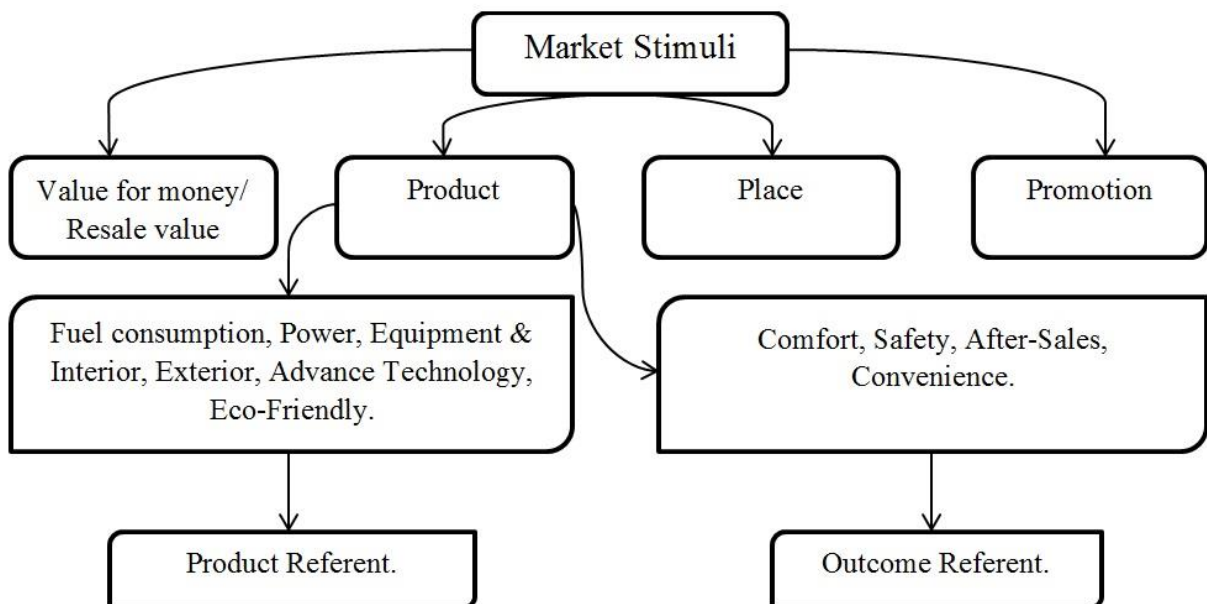 Market Stimuli
Value for money/
Resale value
Product
Place
Promotion
Fuel consumption, Power, Equipment &
Interior, Exterior, Advance Technology,
Eco-Friendly.
Comfort, Safety, After-Sales,
Convenience.
Product Referent.
Outcome Referent.